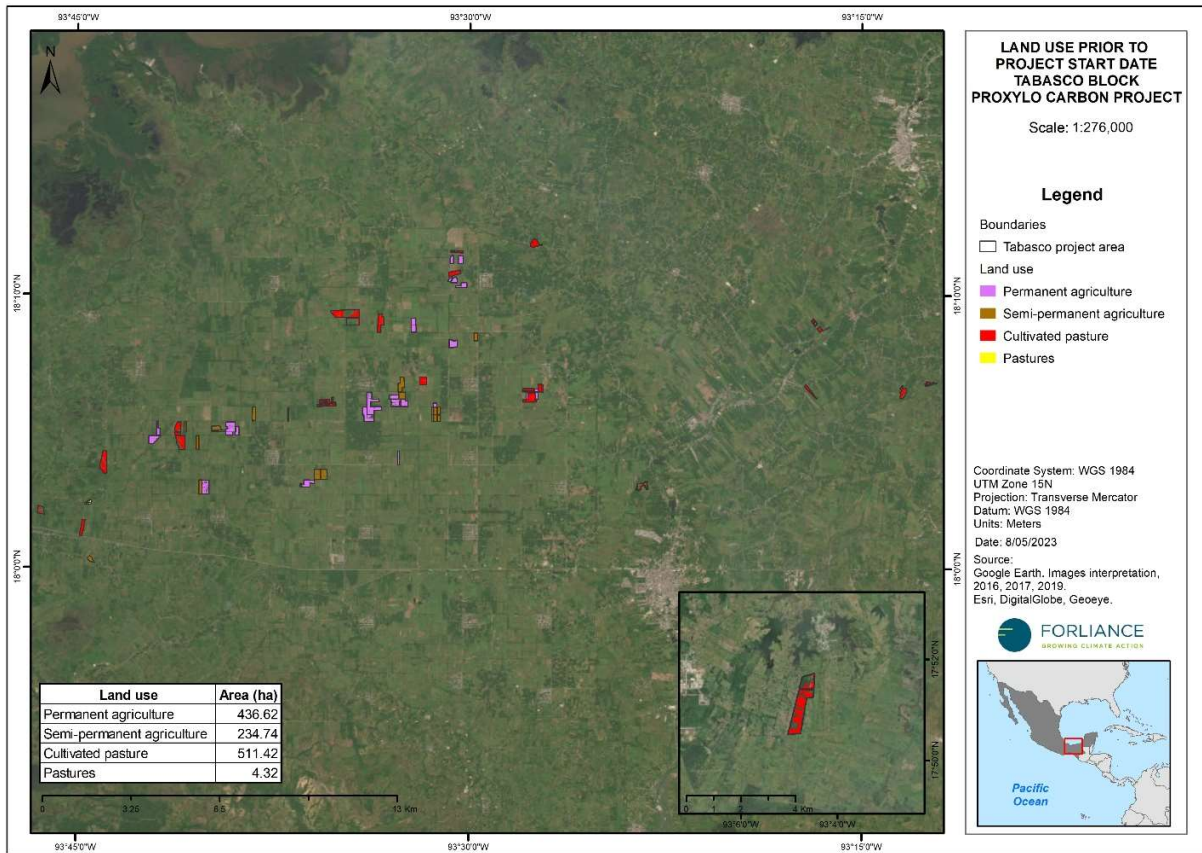 93°45'0"W
93°30'0"W
93°15'0"W
N
18°10'0"N
18°10'0"N
18°0'0"N
18°0'0"N
Land use Area (ha)
Permanent agriculture 436.62
Semi-permanent agriculture 234.74
Cultivated pasture 511.42
Pastures 4.32
0 3.25 6.5 13 Km
17°52'0"N
17°50'0"N
0 1 2 4 Km
93°6'0"W
93°4'0"W
93°45'0"W
93°30'0"W
93°15'0"W
LAND USE PRIOR TO
PROJECT START DATE
TABASCO BLOCK
PROXYLO CARBON PROJECT
Scale: 1:276,000
Legend
Boundaries
Tabasco project area
Land use
Permanent agriculture
Semi-permanent agriculture
Cultivated pasture
Pastures
Coordinate System: WGS 1984
UTM Zone 15N
Projection: Transverse Mercator
Datum: WGS 1984
Units: Meters
Date: 8/05/2023
Source:
Google Earth. Images interpretation,
2016, 2017, 2019.
Esri, DigitalGlobe, Geoeye.
FORLIANCE
GROWING CLIMATE ACTION
Pacific
Ocean